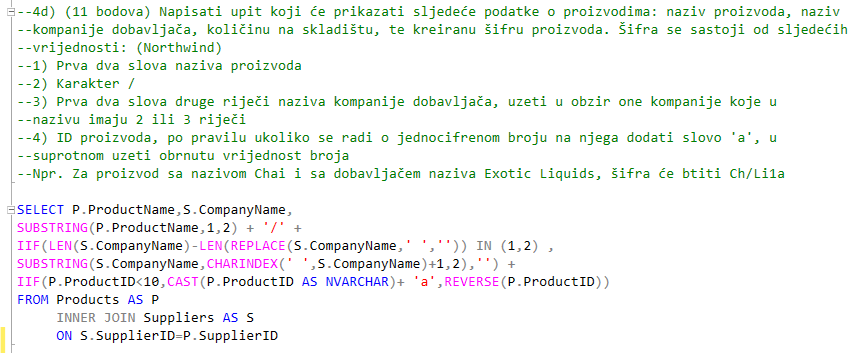 --4d) (11 bodova) Napisati upit koji će prikazati sljedeće podatke o proizvodima: naziv proizvoda, naziv
--kompanije dobavljača, količinu na skladištu, te kreiranu šifru proizvoda. Šifra se sastoji od sljedećih
--vrijednosti: (Northwind)
--1) Prva dva slova naziva proizvoda
--2) Karakter /
--3) Prva dva slova druge riječi naziva kompanije dobavljača, uzeti u obzir one kompanije koje u
--nazivu imaju 2 ili 3 riječi
--4) ID proizvoda, po pravilu ukoliko se radi o jednocifrenom broju na njega dodati slovo 'a', u
--suprotnom uzeti obrnutu vrijednost broja
--Npr. Za proizvod sa nazivom Chai i sa dobavljačem naziva Exotic Liquids, šifra će btiti Ch/Li1a
SELECT P.ProductName,S.CompanyName,
SUBSTRING(P.ProductName,1,2) + '/' +
IIF(LEN(S.CompanyName)-LEN(REPLACE(S.CompanyName,' ','')) IN (1,2) ,
SUBSTRING(S.CompanyName,CHARINDEX(' ',S.CompanyName)+1,2),'') +
IIF(P.ProductID<10,CAST(P.ProductID AS NVARCHAR)+ 'a',REVERSE(P.ProductID))
FROM Products AS P
INNER JOIN Suppliers AS S
ON S.SupplierID=P.SupplierID